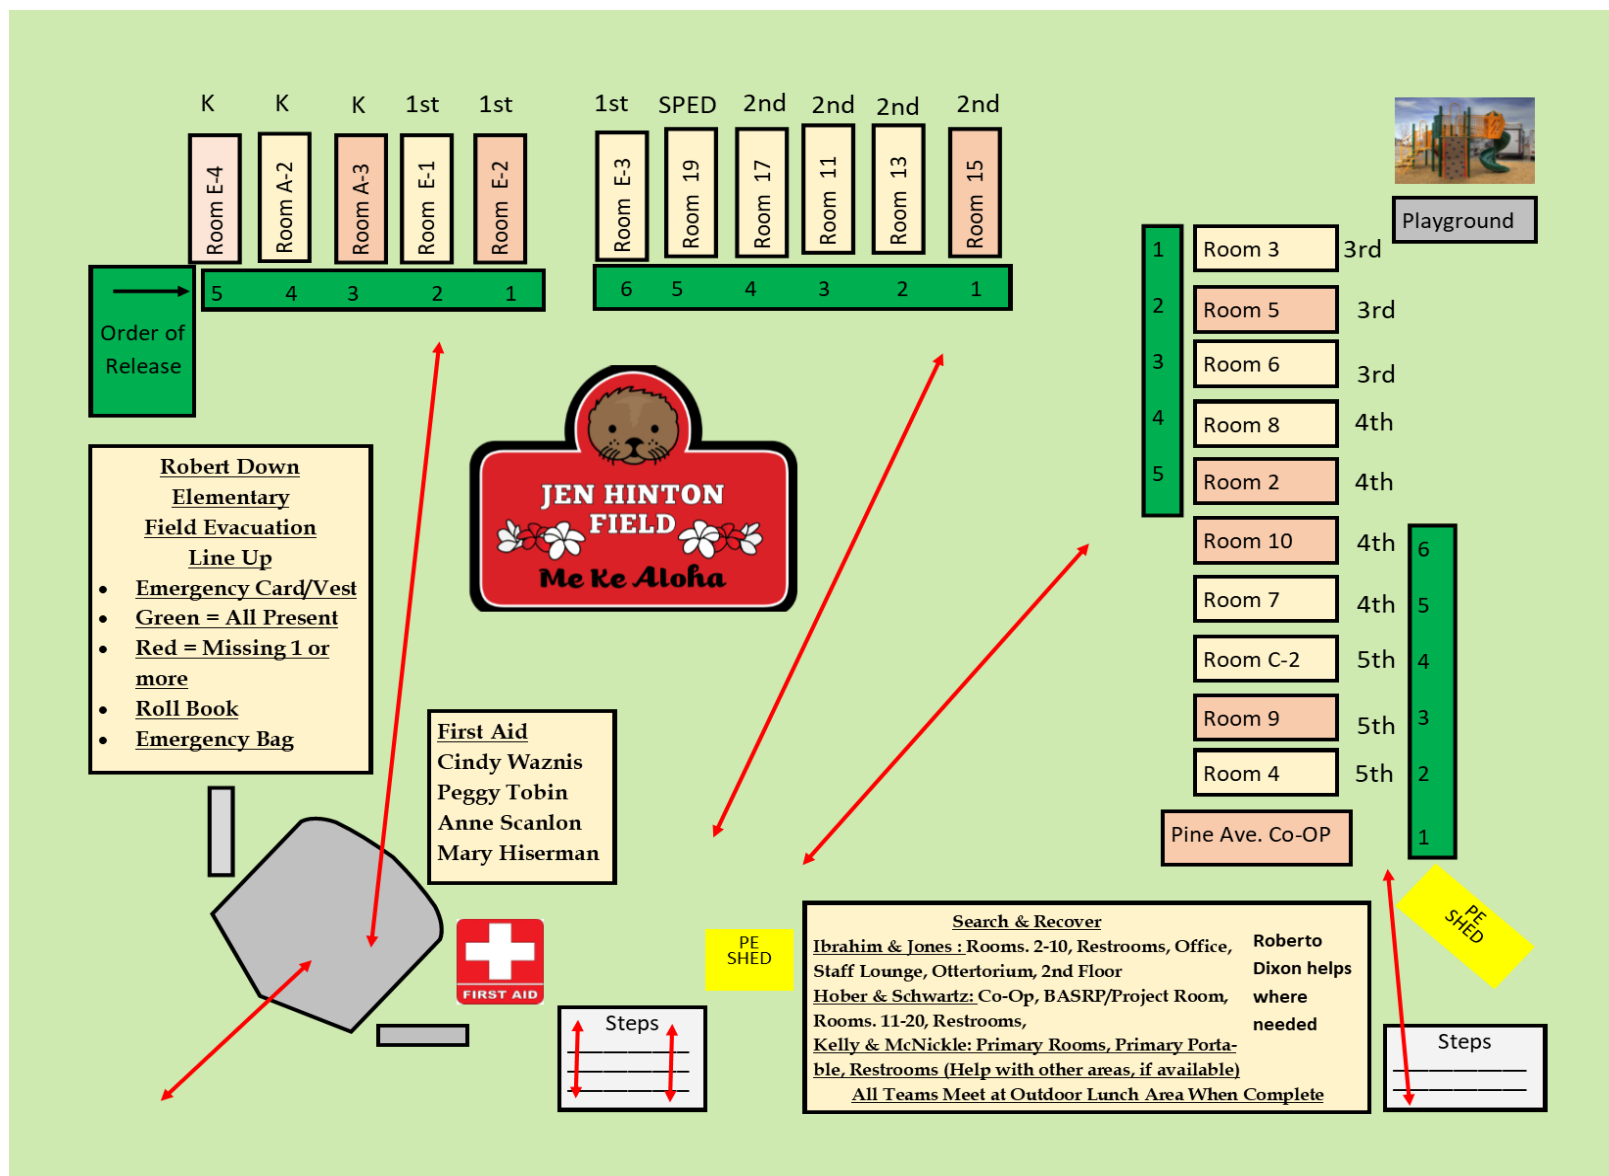 K K K 1st 1st 1st SPED 2nd 2nd 2nd 2nd
Room E-4
Room A-2
Room A-3
Room E-1
Room E-2
Room E-3
Room 19
Room 17
Room 11
Room 13
Room 15
5 4 3 2 1
6 5 4 3 2 1
Order of
Release
Playground
1 Room 3 3rd
2 Room 5 3rd
3 Room 6 3rd
4 Room 8 4th
5 Room 2 4th
Room 10 4th 6
Room 7 4th 5
Room C-2 5th 4
Room 9 5th 3
Room 4 5th 2
Pine Ave. Co-OP 1
JEN HINTON
FIELD
Me Ke Aloha
Robert Down
Elementary
Field Evacuation
Line Up
• Emergency Card/Vest
• Green = All Present
• Red = Missing 1 or
more
• Roll Book
• Emergency Bag
First Aid
Cindy Waznis
Peggy Tobin
Anne Scanlon
Mary Hiserman
FIRST AID
PE
SHED
PE
SHED
Steps
Search & Recover
Ibrahim & Jones : Rooms. 2-10, Restrooms, Office,
Staff Lounge, Ottertorium, 2nd Floor
Hober & Schwartz: Co-Op, BASRP/Project Room,
Rooms. 11-20, Restrooms,
Kelly & McNickle: Primary Rooms, Primary Porta-
ble, Restrooms (Help with other areas, if available)
All Teams Meet at Outdoor Lunch Area When Complete
Roberto
Dixon helps
where
needed
Steps